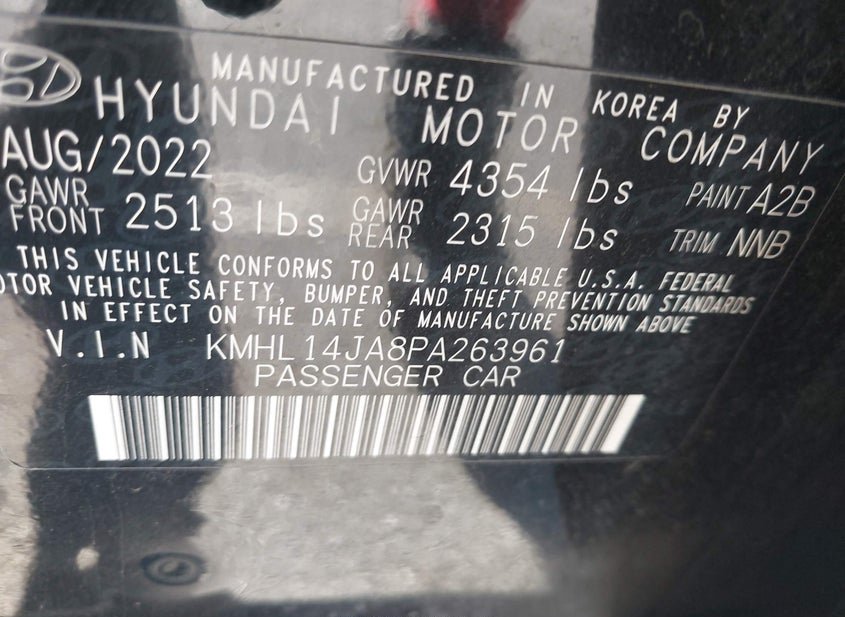 MANUFACTURED IN KOREA BY
HYUNDAI MOTOR COMPANY
AUG/2022 GVWR 4354 lbs PAINT A2B
GAWR FRONT 2513 lbs GAWR REAR 2315 lbs TRIM NNB
THIS VEHICLE CONFORMS TO ALL APPLICABLE U.S.A. FEDERAL
OTOR VEHICLE SAFETY, BUMPER, AND THEFT PREVENTION STANDARDS
IN EFFECT ON THE DATE OF MANUFACTURE SHOWN ABOVE
V.I.N KMHL14JA8PA263961
PASSENGER CAR